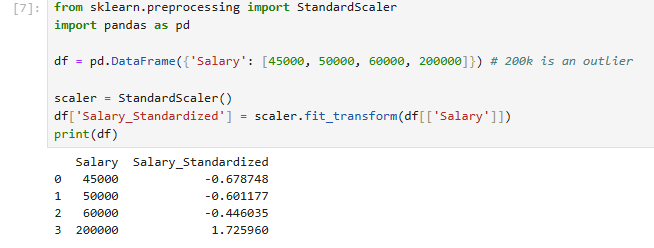 [7]: from sklearn.preprocessing import StandardScaler
import pandas as pd
df = pd.DataFrame({'Salary': [45000, 50000, 60000, 200000]}) # 200k is an outlier
scaler = StandardScaler()
df['Salary_Standardized'] = scaler.fit_transform(df[['Salary']])
print(df)
Salary Salary_Standardized
0 45000 -0.678748
1 50000 -0.601177
2 60000 -0.446035
3 200000 1.725960